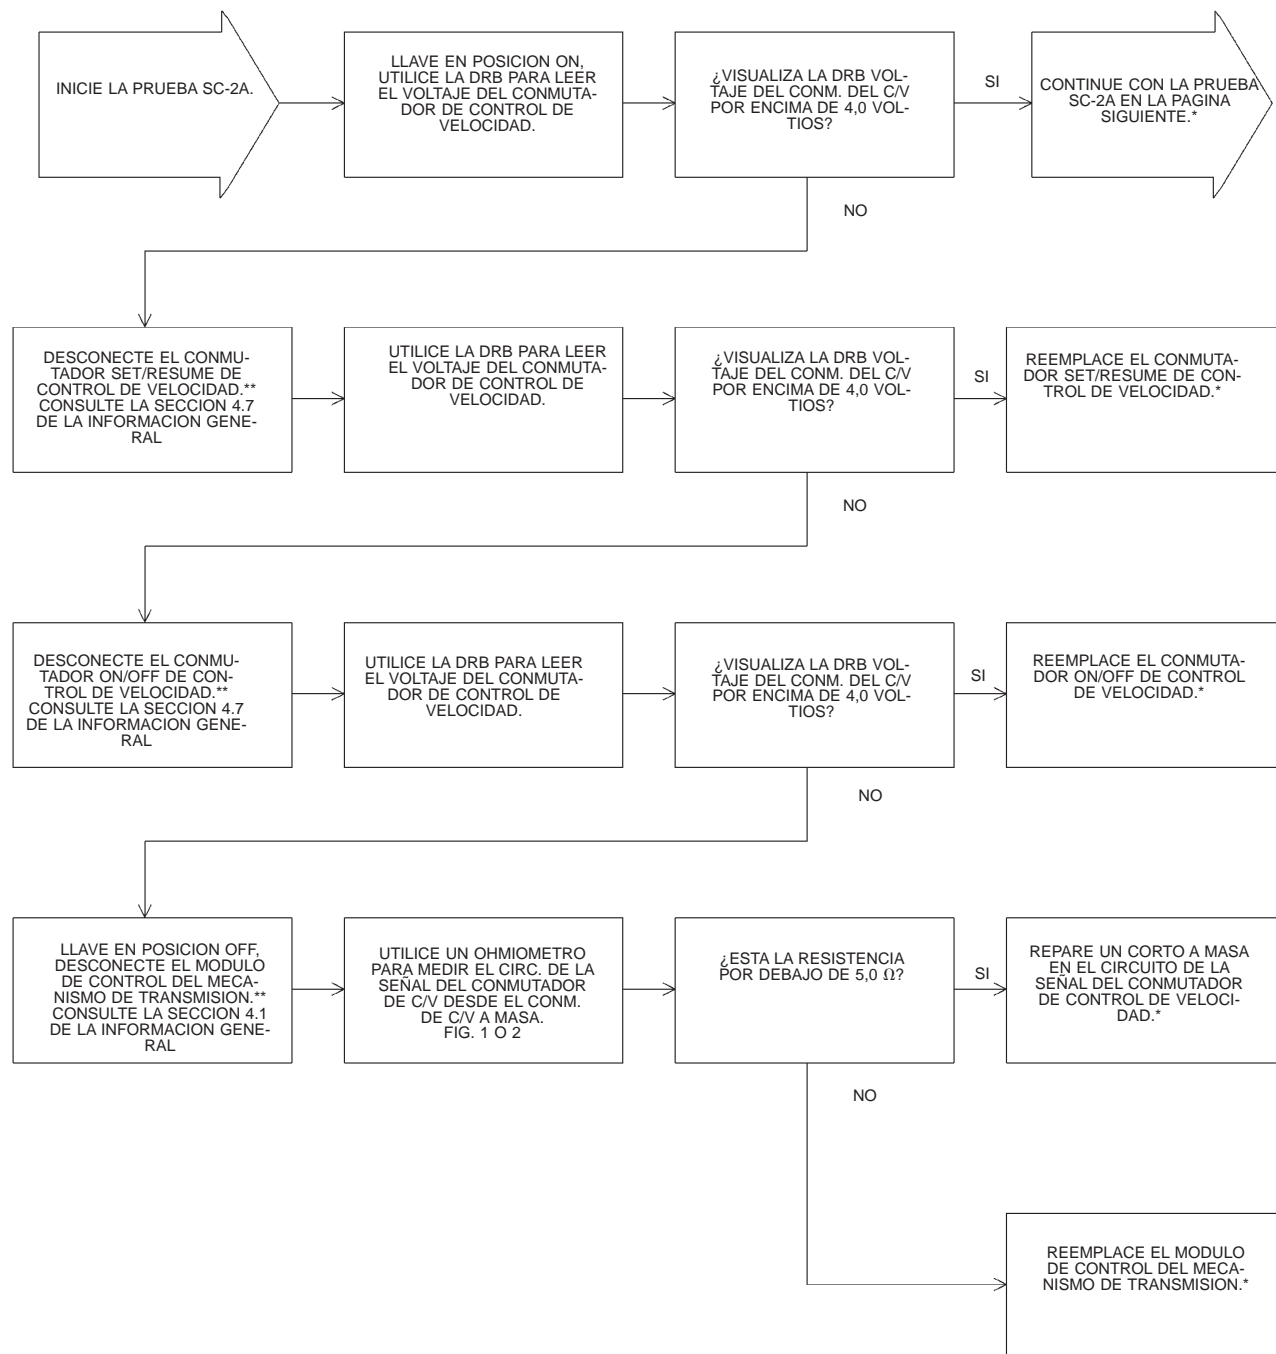 INICIE LA PRUEBA SC-2A.
LLAVE EN POSICION ON,
UTILICE LA DRB PARA LEER
EL VOLTAJE DEL CONMUTA-
DOR DE CONTROL DE
VELOCIDAD.
¿VISUALIZA LA DRB VOL-
TAJE DEL CONM. DEL C/V
POR ENCIMA DE 4,0 VOL-
TIOS?
SI
CONTINUE CON LA PRUEBA
SC-2A EN LA PAGINA
SIGUIENTE.*
NO
DESCONECTE EL CONMU-
TADOR SET/RESUME DE
CONTROL DE VELOCIDAD.**
CONSULTE LA SECCION 4.7
DE LA INFORMACION GENE-
RAL
UTILICE LA DRB PARA LEER
EL VOLTAJE DEL CONMUTA-
DOR DE CONTROL DE
VELOCIDAD.
¿VISUALIZA LA DRB VOL-
TAJE DEL CONM. DEL C/V
POR ENCIMA DE 4,0 VOL-
TIOS?
SI
REEMPLACE EL CONMUTA-
DOR SET/RESUME DE CON-
TROL DE VELOCIDAD.*
NO
DESCONECTE EL CONMU-
TADOR ON/OFF DE CON-
TROL DE VELOCIDAD.**
CONSULTE LA SECCION 4.7
DE LA INFORMACION GENE-
RAL
UTILICE LA DRB PARA LEER
EL VOLTAJE DEL CONMUTA-
DOR DE CONTROL DE
VELOCIDAD.
¿VISUALIZA LA DRB VOL-
TAJE DEL CONM. DEL C/V
POR ENCIMA DE 4,0 VOL-
TIOS?
SI
REEMPLACE EL CONMUTA-
DOR ON/OFF DE CONTROL
DE VELOCIDAD.*
NO
LLAVE EN POSICION OFF,
DESCONECTE EL MODULO
DE CONTROL DEL MECA-
NISMO DE TRANSMISION.**
CONSULTE LA SECCION 4.1
DE LA INFORMACION GENE-
RAL
UTILICE UN OHMIOMETRO
PARA MEDIR EL CIRC. DE LA
SEÑAL DEL CONMUTADOR
DE C/V DESDE EL CONM.
DE C/V A MASA.
FIG. 1 O 2
¿ESTA LA RESISTENCIA
POR DEBAJO DE 5,0 Ω?
SI
REPARE UN CORTO A MASA
EN EL CIRCUITO DE LA
SEÑAL DEL CONMUTADOR
DE CONTROL DE VELOCI-
DAD.*
NO
REEMPLACE EL MODULO
DE CONTROL DEL MECA-
NISMO DE TRANSMISION.*